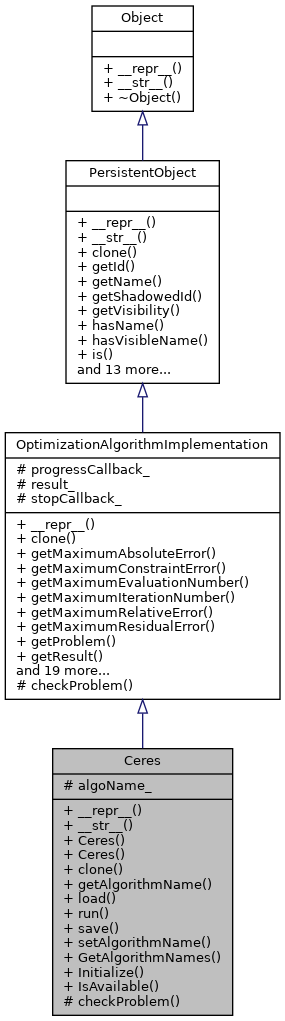 Object
+ __repr__()
+ __str__()
+ ~Object()
PersistentObject
+ __repr__()
+ __str__()
+ clone()
+ getId()
+ getName()
+ getShadowedId()
+ getVisibility()
+ hasName()
+ hasVisibleName()
+ is()
and 13 more...
OptimizationAlgorithmImplementation
# progressCallback_
# result_
# stopCallback_
+ __repr__()
+ clone()
+ getMaximumAbsoluteError()
+ getMaximumConstraintError()
+ getMaximumEvaluationNumber()
+ getMaximumIterationNumber()
+ getMaximumRelativeError()
+ getMaximumResidualError()
+ getProblem()
+ getResult()
and 19 more...
# checkProblem()
Ceres
# algoName_
+ __repr__()
+ __str__()
+ Ceres()
+ Ceres()
+ clone()
+ getAlgorithmName()
+ load()
+ run()
+ save()
+ setAlgorithmName()
+ GetAlgorithmNames()
+ Initialize()
+ IsAvailable()
# checkProblem()